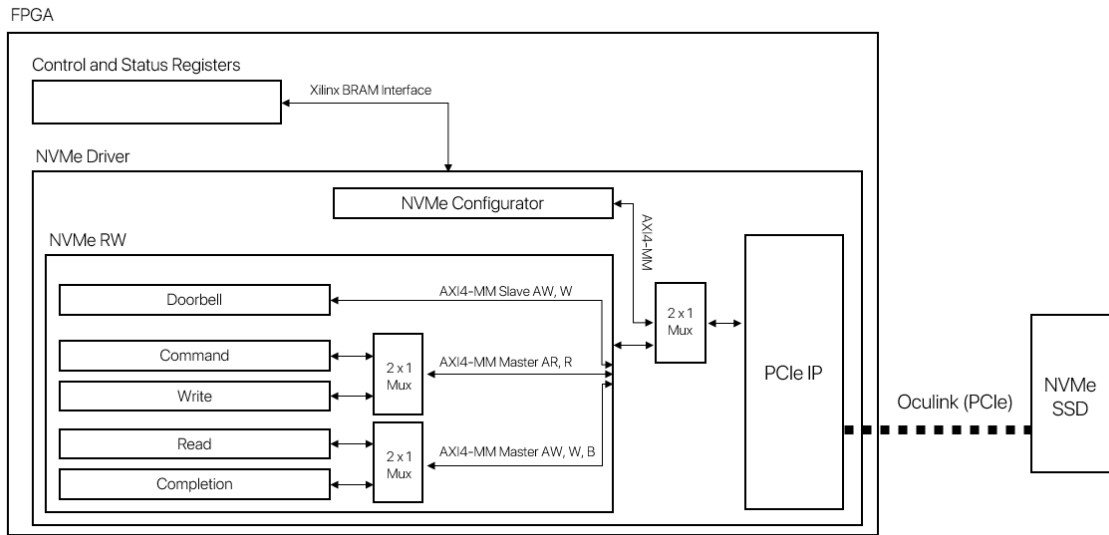 FPGA
Control and Status Registers
Xilinx BRAM Interface
NVMe Driver
NVMe Configurator
AXI4-MM
NVMe RW
Doorbell
AXI4-MM Slave AW, W
2 x 1
Mux
Command
Write
2 x 1
Mux
AXI4-MM Master AR, R
Read
Completion
2 x 1
Mux
AXI4-MM Master AW, W, B
PCIe IP
Oculink (PCIe)
NVMe
SSD